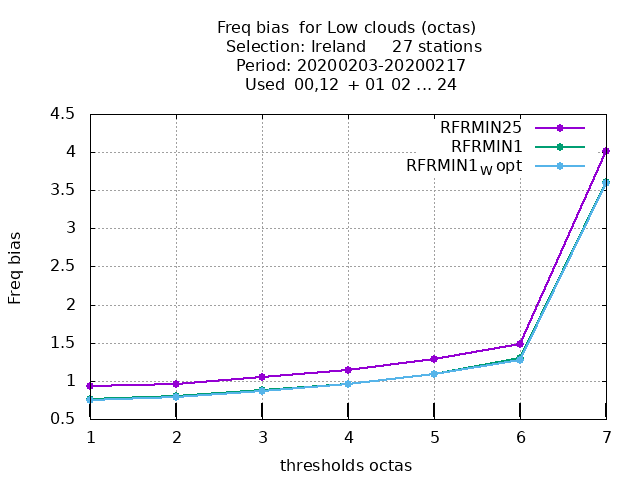 Freq bias  for Low clouds (octas)
Selection: Ireland     27 stations
Period: 20200203-20200217
Used  00,12  + 01 02 ... 24
4.5
4
3.5
3
2.5
2
1.5
1
0.5
Freq bias
RFRMIN25
RFRMIN1
RFRMIN1W opt
1 2 3 4 5 6 7
thresholds octas